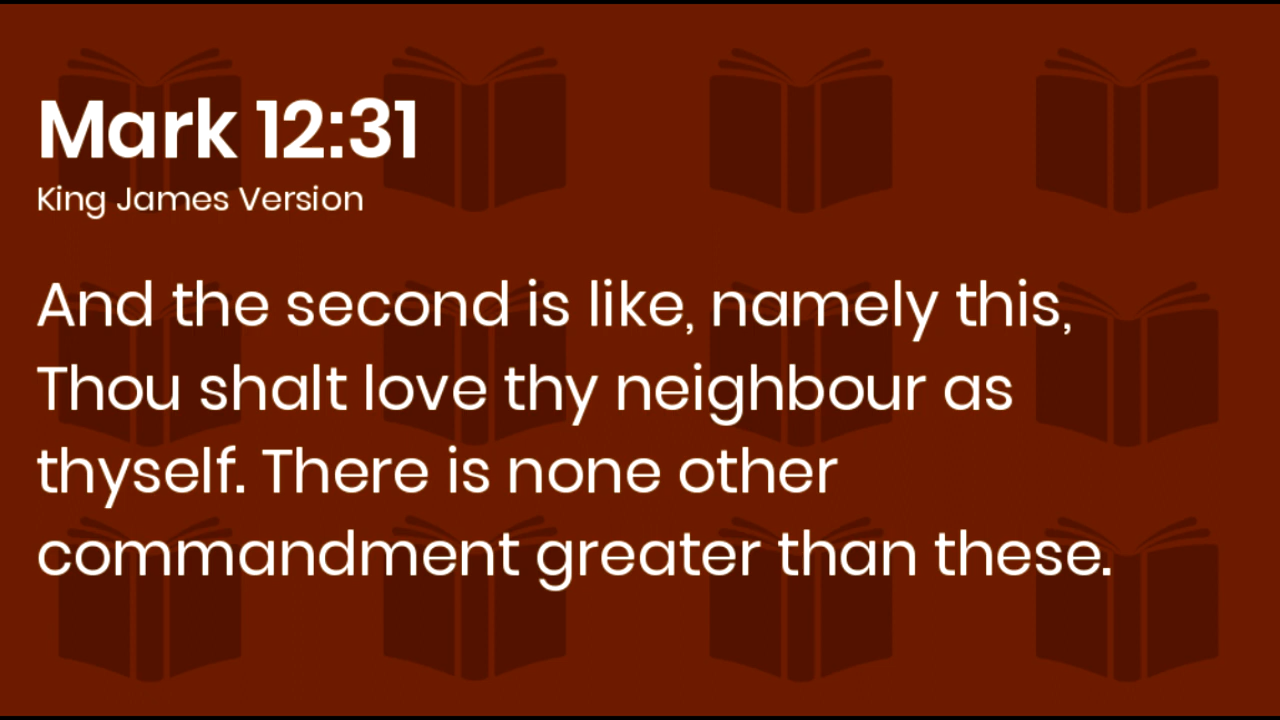 Mark 12:31
King James Version
And the second is like, namely this,
Thou shalt love thy neighbour as
thyself. There is none other
commandment greater than these.